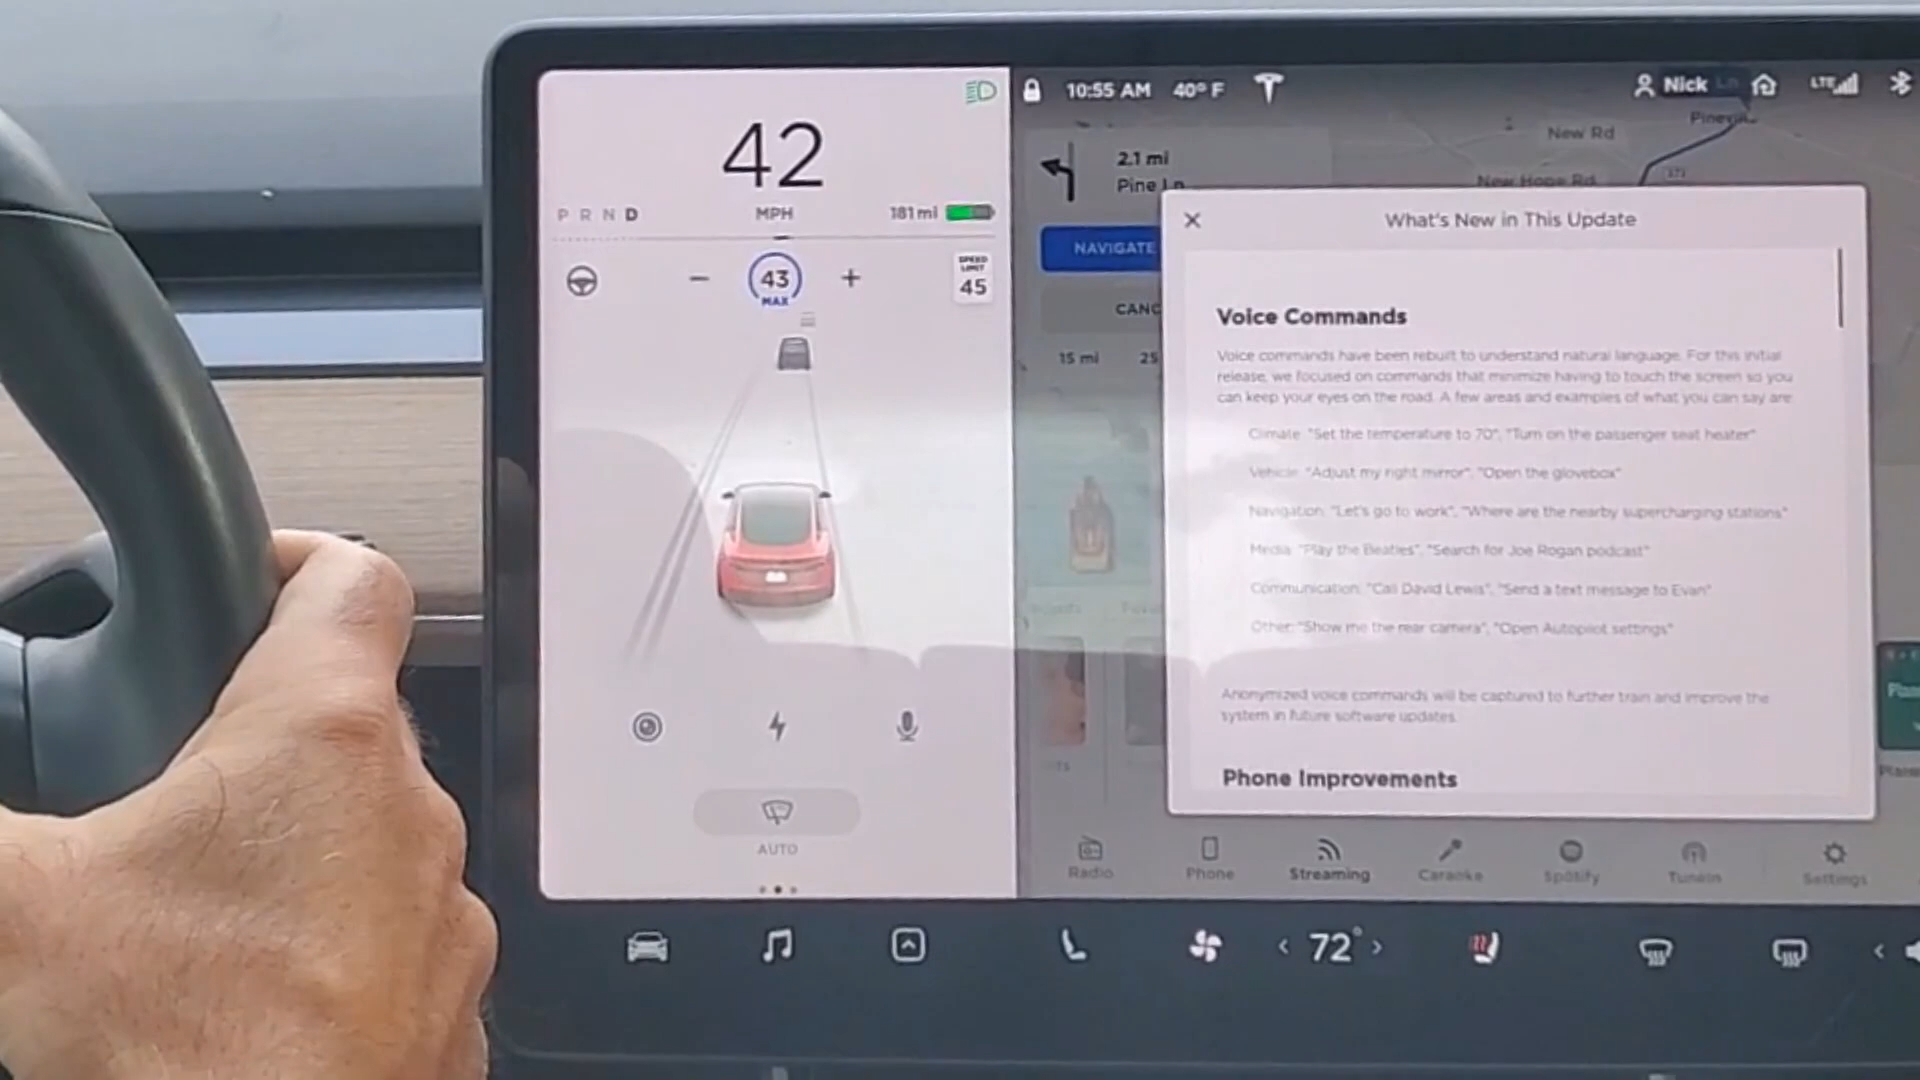 42
MPH
P R N D
181 mi
43
MAX
SPEED
LIMIT
45
AUTO
10:55 AM 40° F
Nick
LTE
2.1 mi
Pine Ln
NAVIGATE
15 mi 25
New Rd
New Hope Rd
171
What's New in This Update
Voice Commands
Voice commands have been rebuilt to understand natural language. For this initial
release, we focused on commands that minimize having to touch the screen so you
can keep your eyes on the road. A few areas and examples of what you can say are
Climate: "Set the temperature to 70", "Turn on the passenger seat heater"
Vehicle: "Adjust my right mirror", "Open the glovebox"
Navigation: "Let's go to work", "Where are the nearby supercharging stations"
Media: "Play the Beatles", "Search for Joe Rogan podcast"
Communication: "Call David Lewis", "Send a text message to Evan"
Other: "Show me the rear camera", "Open Autopilot settings"
Anonymized voice commands will be captured to further train and improve the
system in future software updates.
Phone Improvements
Radio
Phone
Streaming
Caraoke
Spotify
TuneIn
Settings
72°